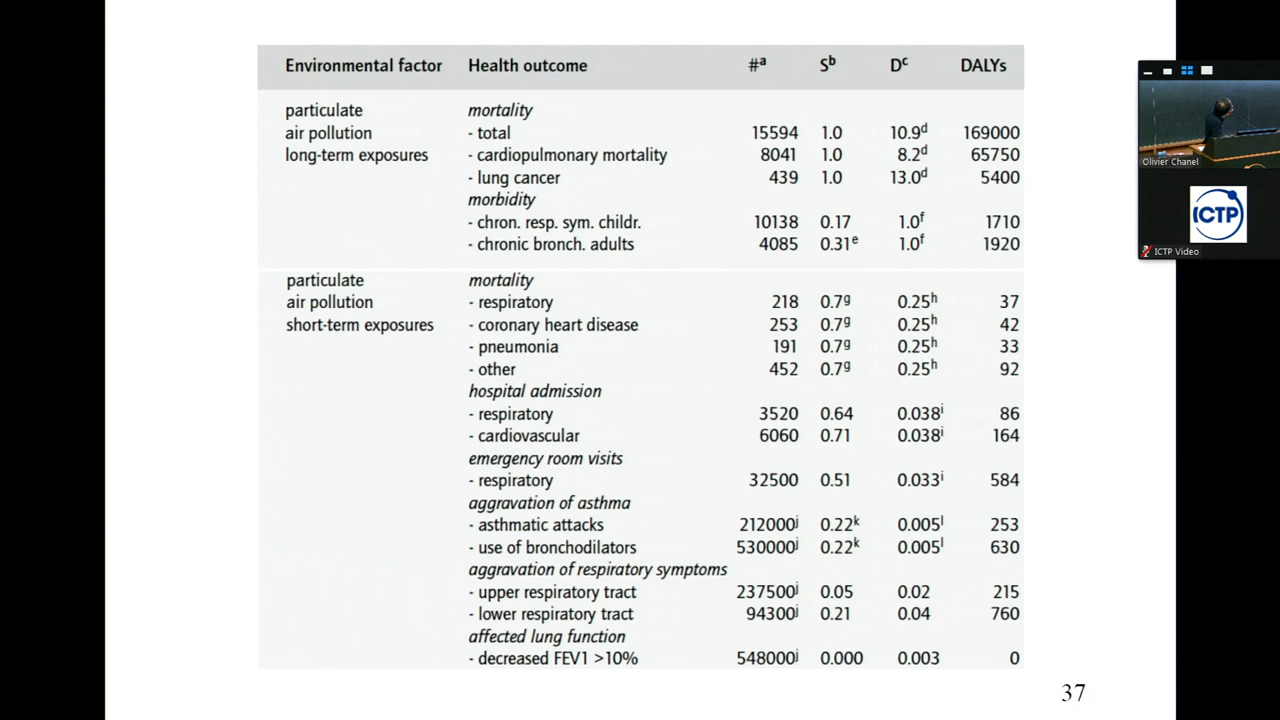 Environmental factor Health outcome #a Sb Dc DALYs
particulate mortality
air pollution - total 15594 1.0 10.9d 169000
long-term exposures - cardiopulmonary mortality 8041 1.0 8.2d 65750
- lung cancer 439 1.0 13.0d 5400
morbidity
- chron. resp. sym. childr. 10138 0.17 1.0f 1710
- chronic bronch. adults 4085 0.31e 1.0f 1920
particulate mortality
air pollution - respiratory 218 0.7g 0.25h 37
short-term exposures - coronary heart disease 253 0.7g 0.25h 42
- pneumonia 191 0.7g 0.25h 33
- other 452 0.7g 0.25h 92
hospital admission
- respiratory 3520 0.64 0.038i 86
- cardiovascular 6060 0.71 0.038i 164
emergency room visits
- respiratory 32500 0.51 0.033i 584
aggravation of asthma
- asthmatic attacks 212000j 0.22k 0.005l 253
- use of bronchodilators 530000j 0.22k 0.005l 630
aggravation of respiratory symptoms
- upper respiratory tract 237500j 0.05 0.02 215
- lower respiratory tract 94300j 0.21 0.04 760
affected lung function
- decreased FEV1 >10% 548000j 0.000 0.003 0
37
Olivier Chanel
ICTP
ICTP Video